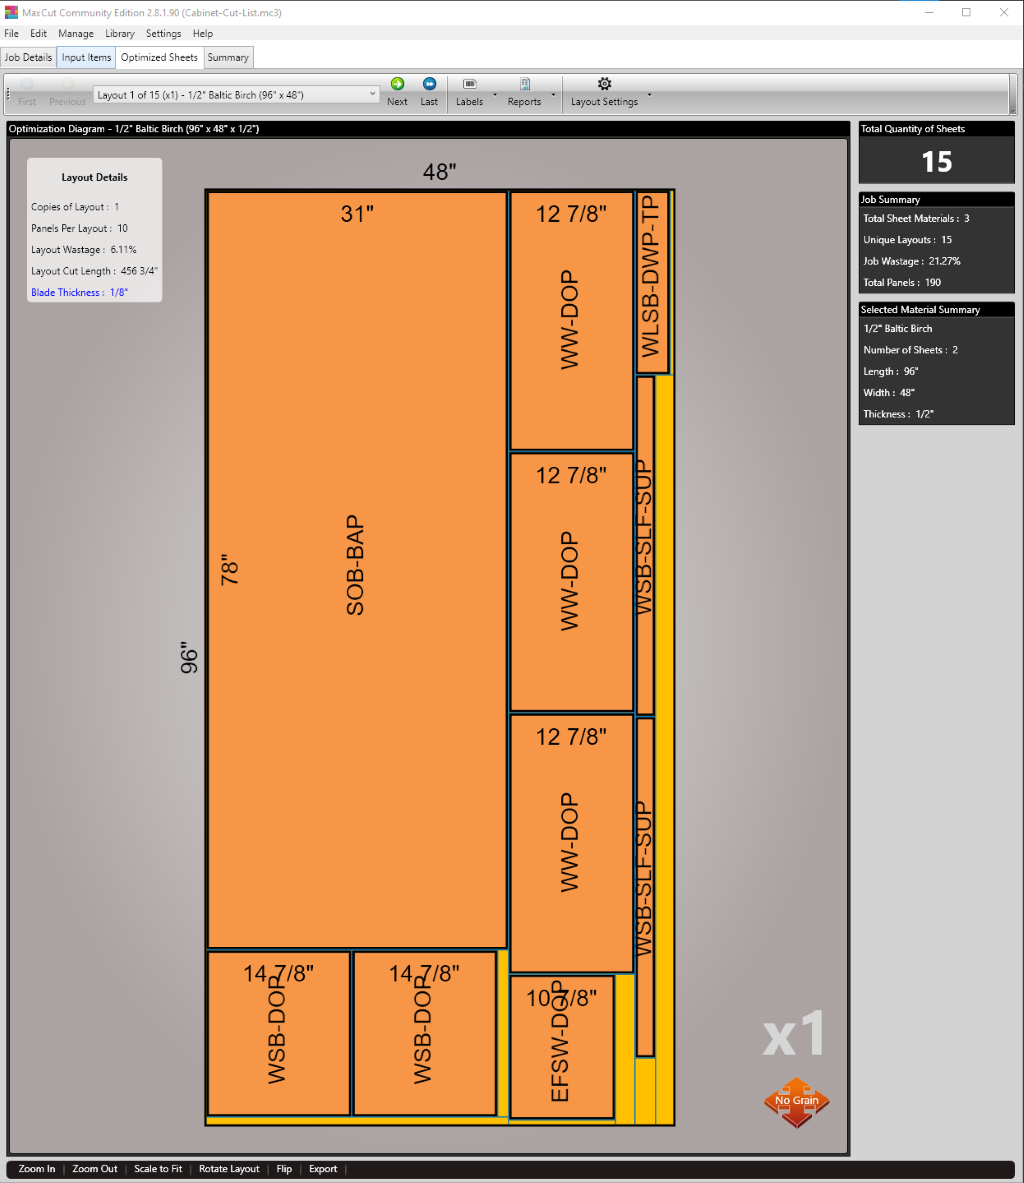 MaxCut Community Edition 2.8.1.90 (Cabinet-Cut-List.mc3)
File Edit Manage Library Settings Help
Job Details Input Items Optimized Sheets Summary
First Previous Layout 1 of 15 (x1) - 1/2" Baltic Birch (96" x 48") Next Last Labels Reports Layout Settings
Optimization Diagram - 1/2" Baltic Birch (96" x 48" x 1/2")
Layout Details
Copies of Layout : 1
Panels Per Layout : 10
Layout Wastage : 6.11%
Layout Cut Length : 456 3/4"
Blade Thickness : 1/8"
48"
96"
31"
78"
SOB-BAP
12 7/8"
WW-DOP
12 7/8"
WW-DOP
12 7/8"
WW-DOP
WLSB-DWP-TP
WSB-SLF-SUP
WSB-SLF-SUP
14 7/8"
WSB-DOP
14 7/8"
WSB-DOP
10 7/8"
EFSW-DOP
x1
No Grain
Total Quantity of Sheets
15
Job Summary
Total Sheet Materials : 3
Unique Layouts : 15
Job Wastage : 21.27%
Total Panels : 190
Selected Material Summary
1/2" Baltic Birch
Number of Sheets : 2
Length : 96"
Width : 48"
Thickness : 1/2"
Zoom In | Zoom Out | Scale to Fit | Rotate Layout | Flip | Export |